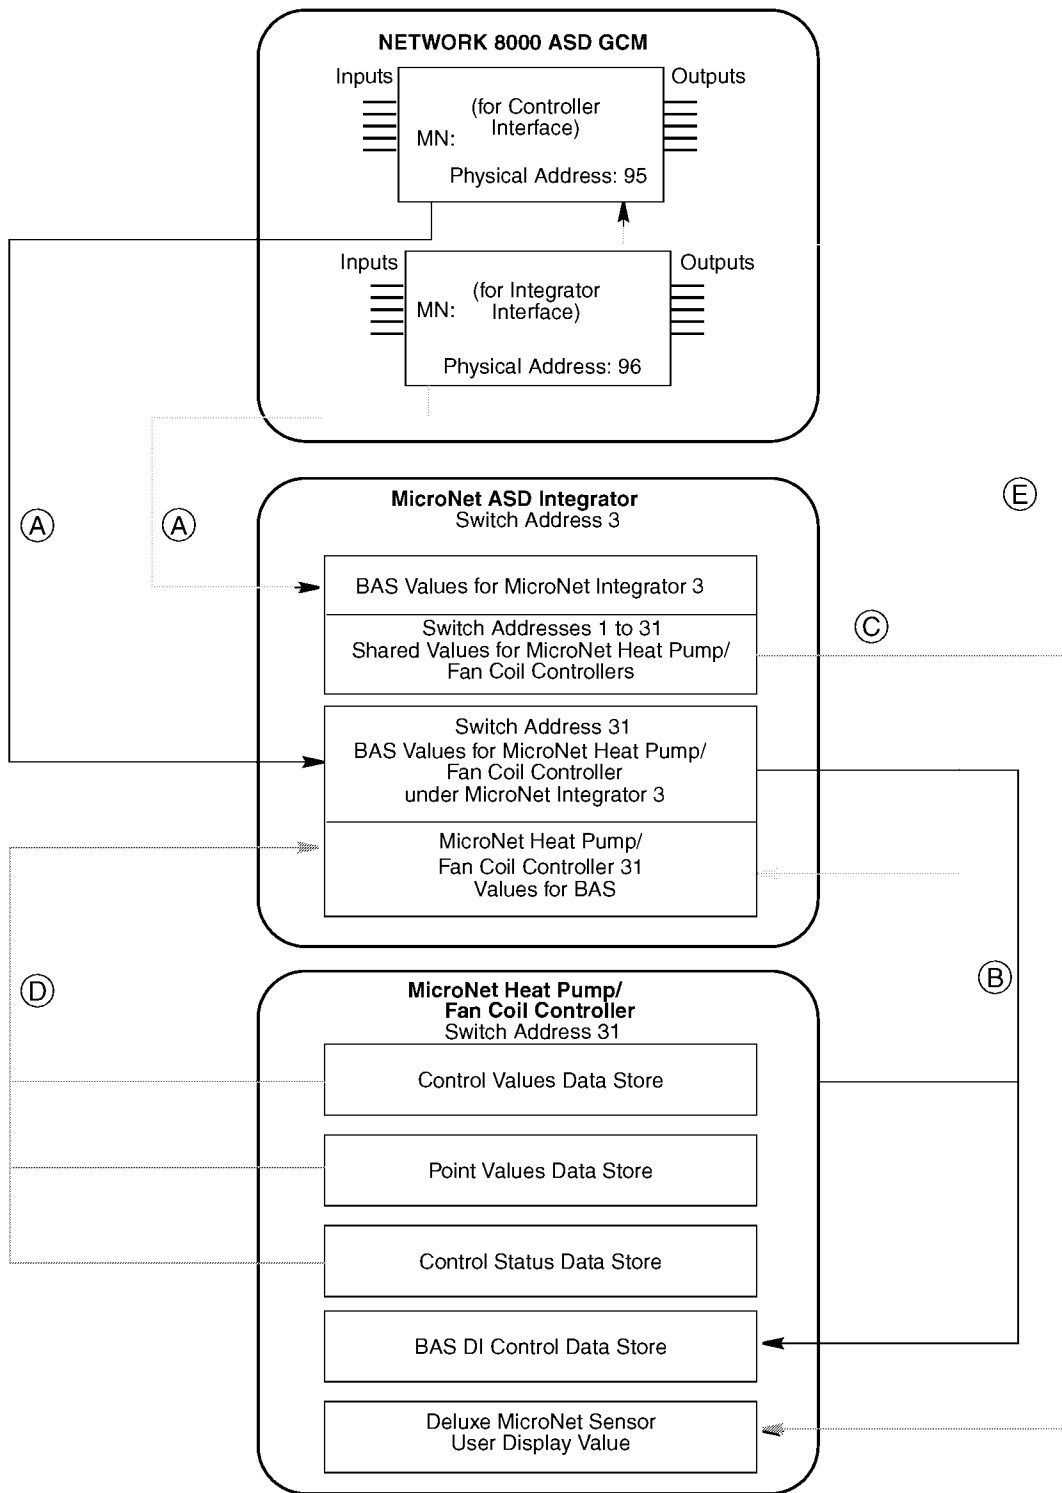 NETWORK 8000 ASD GCM
Inputs
Outputs
(for Controller
Interface)
MN:
Physical Address: 95
Inputs
Outputs
(for Integrator
Interface)
MN:
Physical Address: 96
E
MicroNet ASD Integrator
Switch Address 3
A
A
BAS Values for MicroNet Integrator 3
C
Switch Addresses 1 to 31
Shared Values for MicroNet Heat Pump/
Fan Coil Controllers
Switch Address 31
BAS Values for MicroNet Heat Pump/
Fan Coil Controller
under MicroNet Integrator 3
MicroNet Heat Pump/
Fan Coil Controller 31
Values for BAS
B
D
MicroNet Heat Pump/
Fan Coil Controller
Switch Address 31
Control Values Data Store
Point Values Data Store
Control Status Data Store
BAS DI Control Data Store
Deluxe MicroNet Sensor
User Display Value